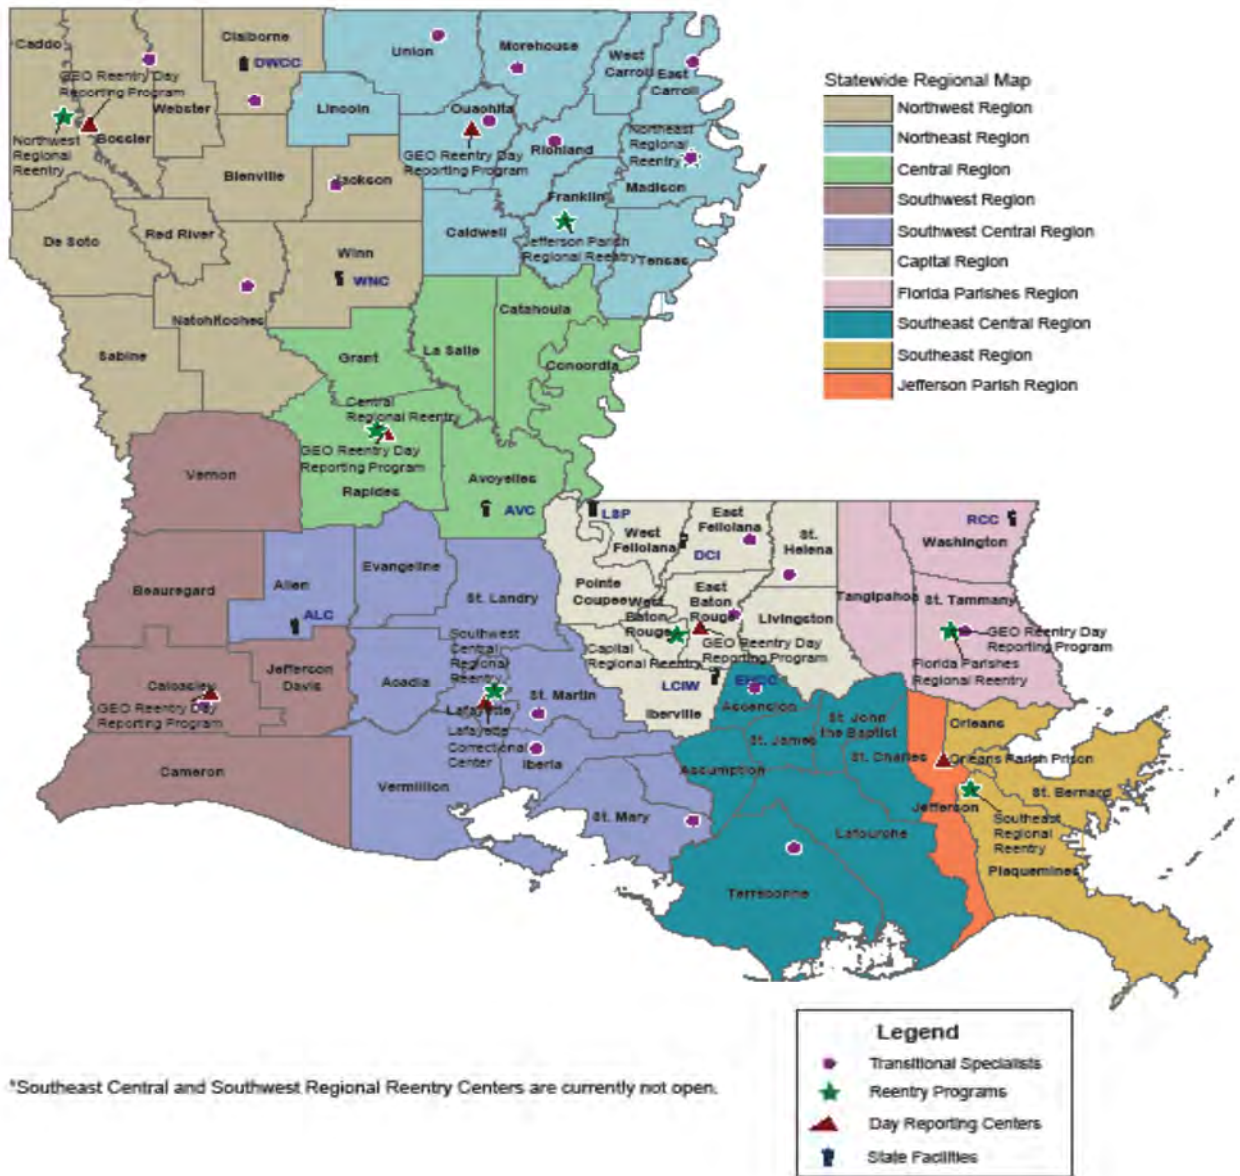 Caddo
Claiborne
DWCC
Union
Morehouse
West
Carroll
East
Carroll
GEO Reentry Day
Reporting Program
Webster
Lincoln
Ouachita
Bossier
Northwest
Regional
Reentry
GEO Reentry Day
Reporting Program
Richland
Northeast
Regional
Reentry
Bienville
Jackson
Franklin
Madison
De Soto
Red River
Winn
WNC
Caldwell
Jefferson Parish
Regional Reentry
Tensas
Natchitoches
Sabine
Grant
La Salle
Catahoula
Concordia
Central
Regional Reentry
GEO Reentry Day
Reporting Program
Rapides
Avoyelles
AVC
Vernon
LSP
West
Feliciana
East
Feliciana
DCI
St.
Helena
RCC
Washington
Beauregard
Allen
ALC
Evangeline
St. Landry
Pointe
Coupee
West
Baton
Rouge
East
Baton
Rouge
Livingston
Tangipahoa
St. Tammany
GEO Reentry Day
Reporting Program
Florida Parishes
Regional Reentry
Capital
Regional Reentry
GEO Reentry Day
Reporting Program
LCIW
EHCC
Iberville
Calcasieu
GEO Reentry Day
Reporting Program
Jefferson
Davis
Acadia
Southwest
Central
Regional
Reentry
St. Martin
Lafayette
Lafayette
Correctional
Center
Iberia
Cameron
Vermillion
St. Mary
Ascension
St. James
St. John
the Baptist
St. Charles
Assumption
Orleans
Orleans Parish Prison
St. Bernard
Jefferson
Southeast
Regional
Reentry
Plaquemines
Lafourche
Terrebonne
Statewide Regional Map
Northwest Region
Northeast Region
Central Region
Southwest Region
Southwest Central Region
Capital Region
Florida Parishes Region
Southeast Central Region
Southeast Region
Jefferson Parish Region
Legend
Transitional Specialists
Reentry Programs
Day Reporting Centers
State Facilities
*Southeast Central and Southwest Regional Reentry Centers are currently not open.